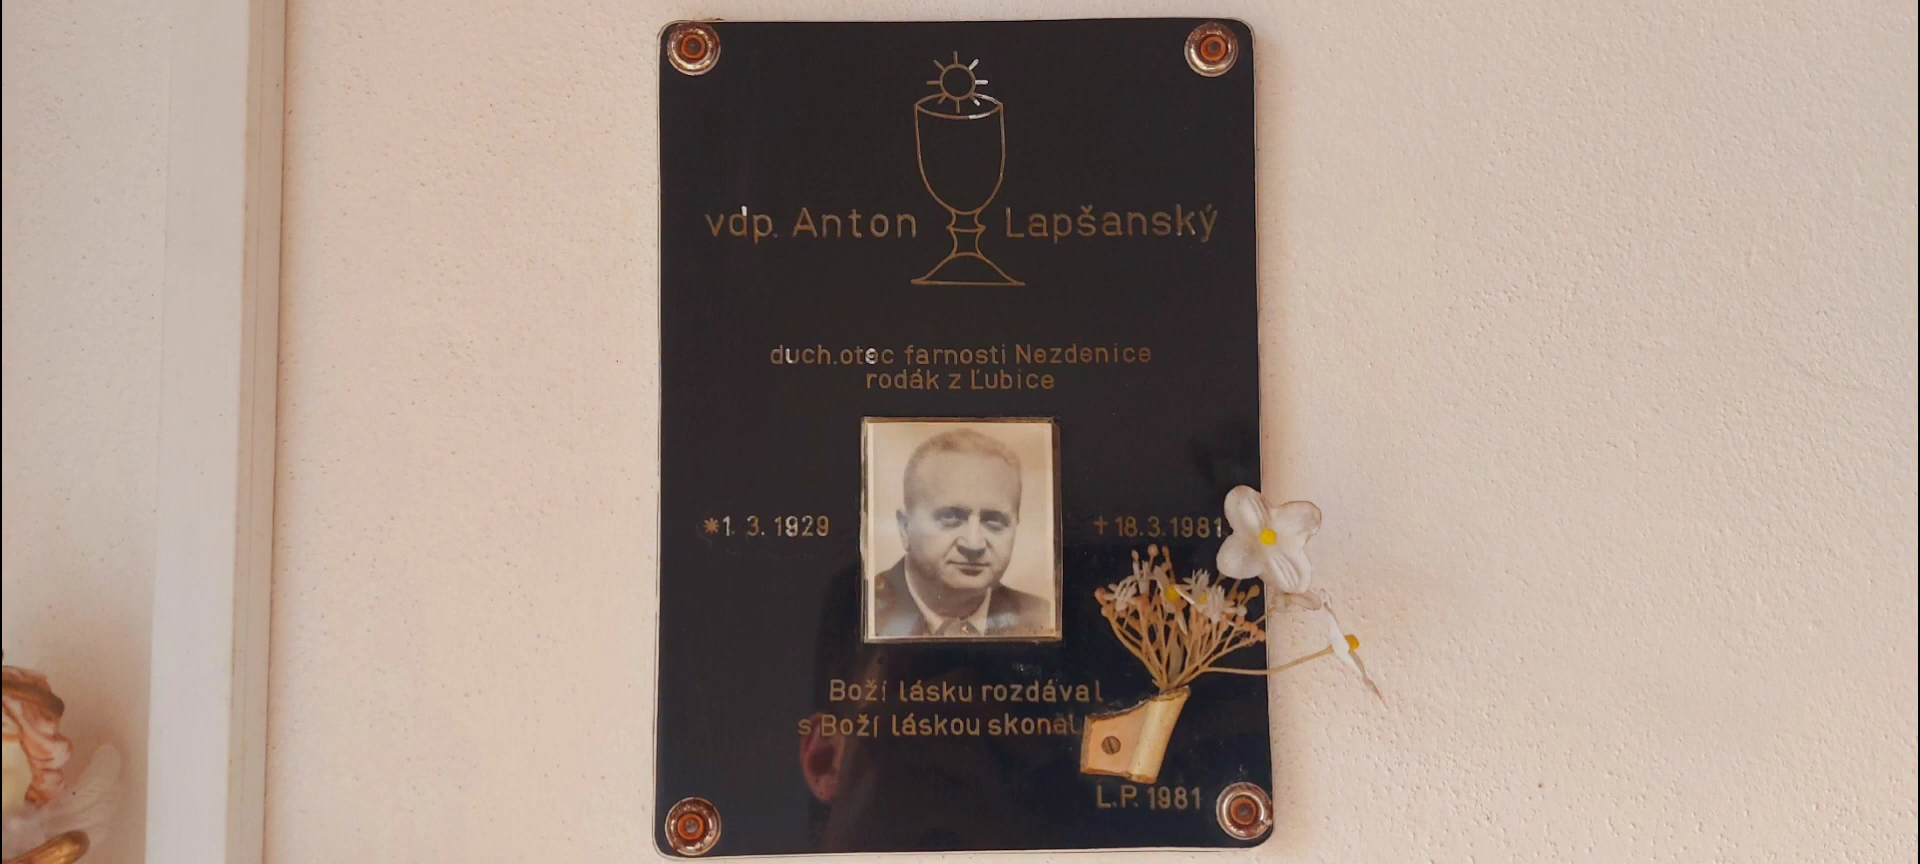 vdp. Anton Lapšanský
duch.otec farnosti Nezdenice
rodák z Ľubice
*1. 3. 1929
+ 18.3.1981
Boží lásku rozdával
s Boží láskou skonal
L.P. 1981